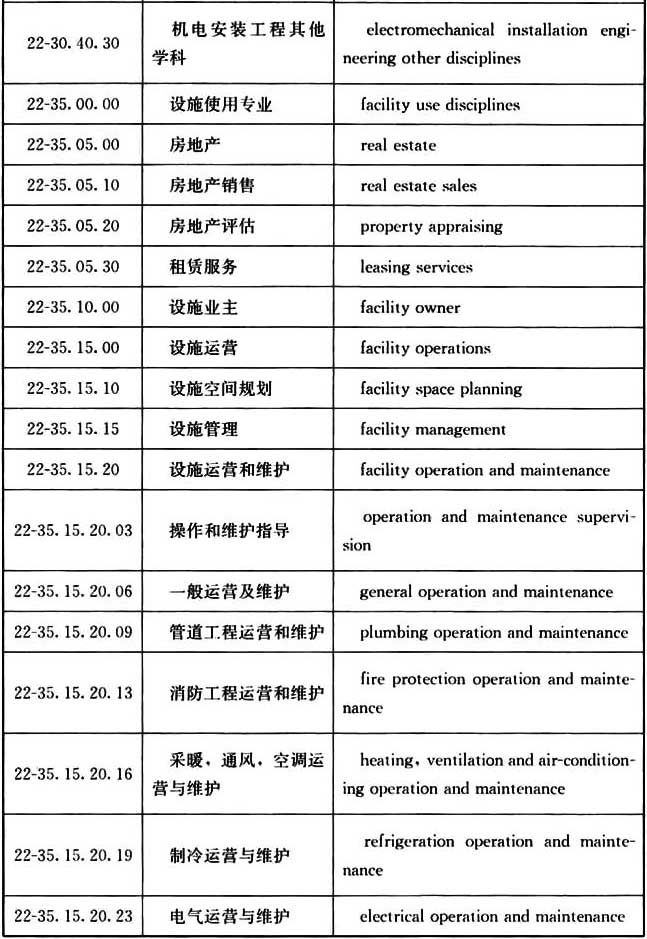 22-30.40.30 机电安装工程其他 electromechanical installation engi-
学科 neering other disciplines
22-35.00.00 设施使用专业 facility use disciplines
22-35.05.00 房地产 real estate
22-35.05.10 房地产销售 real estate sales
22-35.05.20 房地产评估 property appraising
22-35.05.30 租赁服务 leasing services
22-35.10.00 设施业主 facility owner
22-35.15.00 设施运营 facility operations
22-35.15.10 设施空间规划 facility space planning
22-35.15.15 设施管理 facility management
22-35.15.20 设施运营和维护 facility operation and maintenance
22-35.15.20.03 操作和维护指导 operation and maintenance supervi-
sion
22-35.15.20.06 一般运营及维护 general operation and maintenance
22-35.15.20.09 管道工程运营和维护 plumbing operation and maintenance
22-35.15.20.13 消防工程运营和维护 fire protection operation and mainte-
nance
22-35.15.20.16 采暖，通风，空调运 heating, ventilation and air-condition-
营与维护 ing operation and maintenance
22-35.15.20.19 制冷运营与维护 refrigeration operation and mainte-
nance
22-35.15.20.23 电气运营与维护 electrical operation and maintenance